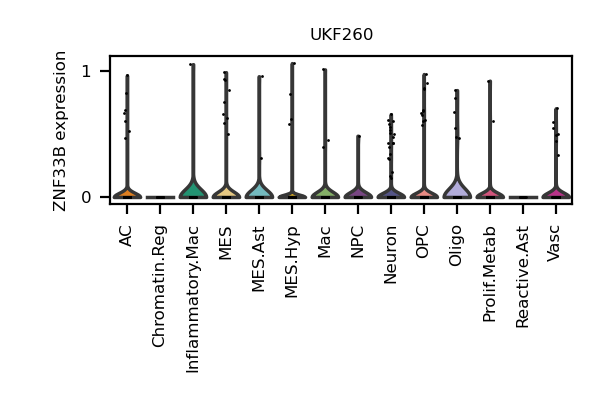 UKF260
ZNF33B expression
1
0
AC
Chromatin.Reg
Inflammatory.Mac
MES
MES.Ast
MES.Hyp
Mac
NPC
Neuron
OPC
Oligo
Prolif.Metab
Reactive.Ast
Vasc